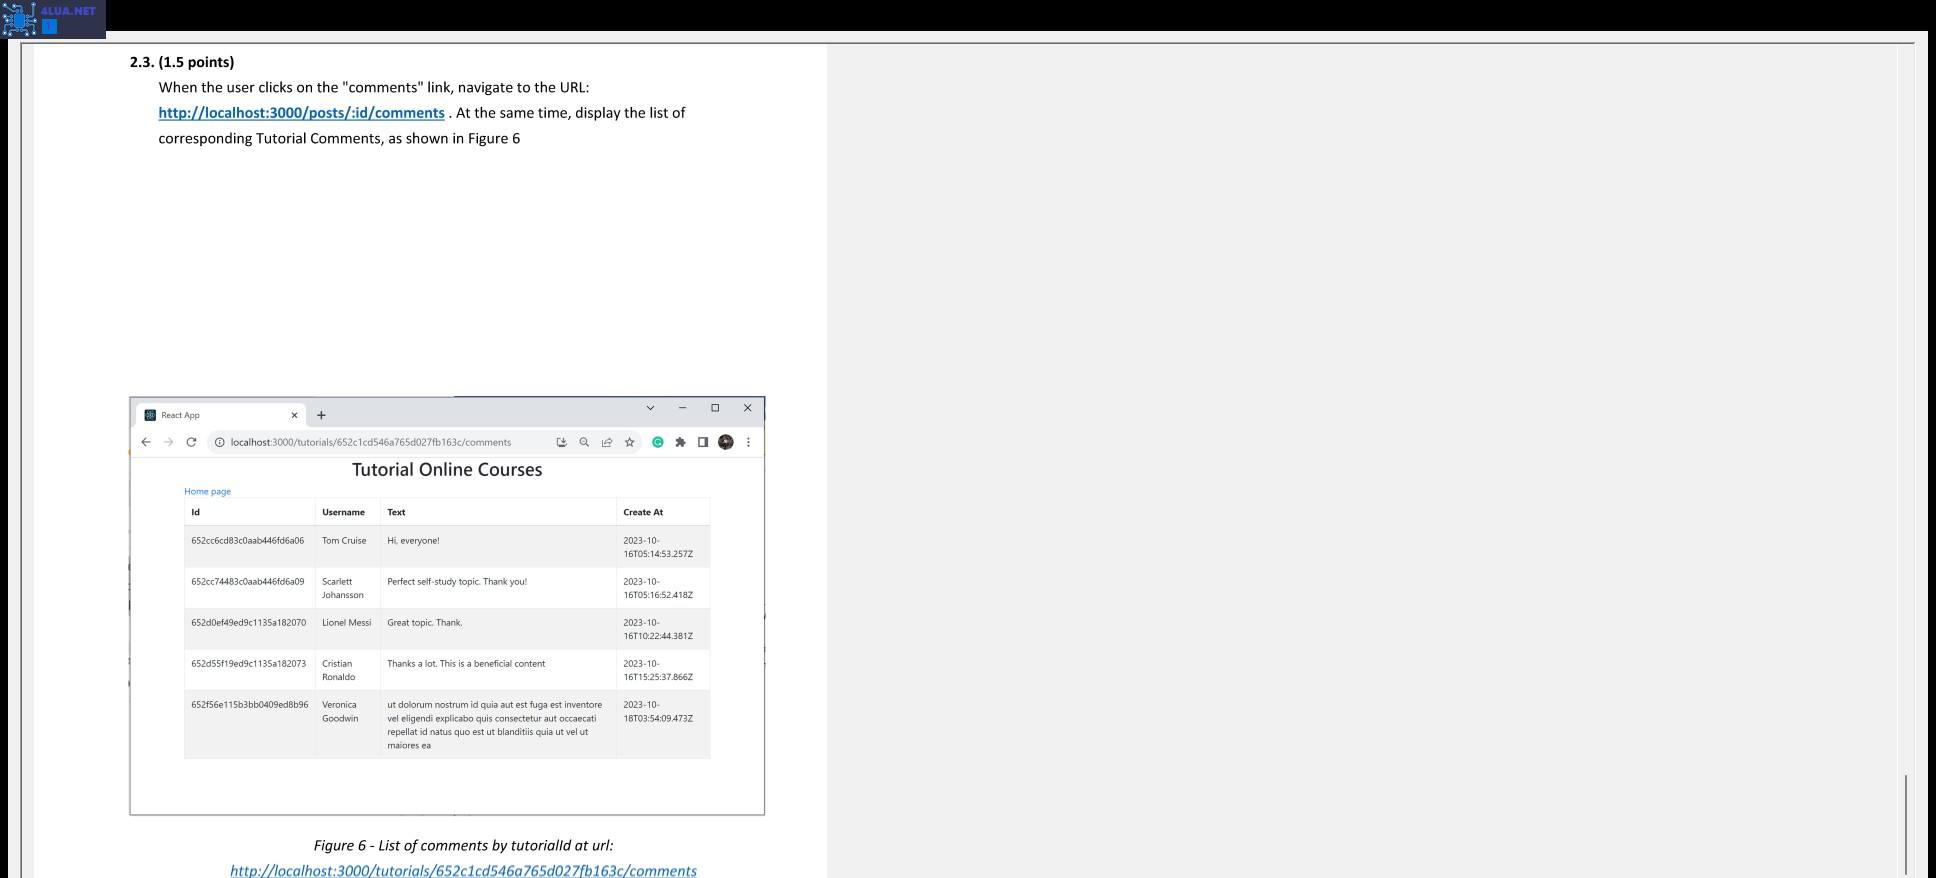 4LUA.NET
2.3. (1.5 points)
When the user clicks on the "comments" link, navigate to the URL:
http://localhost:3000/posts/:id/comments . At the same time, display the list of
corresponding Tutorial Comments, as shown in Figure 6
React App
localhost:3000/tutorials/652c1cd546a765d027fb163c/comments
Tutorial Online Courses
Home page
Id Username Text Create At
652cc6cd83c0aab446fd6a06 Tom Cruise Hi, everyone! 2023-10-
16T05:14:53.257Z
652cc74483c0aab446fd6a09 Scarlett Perfect self-study topic. Thank you! 2023-10-
Johansson 16T05:16:52.418Z
652d0ef49ed9c1135a182070 Lionel Messi Great topic. Thank. 2023-10-
16T10:22:44.381Z
652d55f19ed9c1135a182073 Cristian Thanks a lot. This is a beneficial content 2023-10-
Ronaldo 16T15:25:37.866Z
652f56e115b3bb0409ed8b96 Veronica ut dolorum nostrum id quia aut est fuga est inventore 2023-10-
Goodwin vel eligendi explicabo quis consectetur aut occaecati 18T03:54:09.473Z
repellat id natus quo est ut blanditiis quia ut vel ut
maiores ea
Figure 6 - List of comments by tutorialId at url:
http://localhost:3000/tutorials/652c1cd546a765d027fb163c/comments